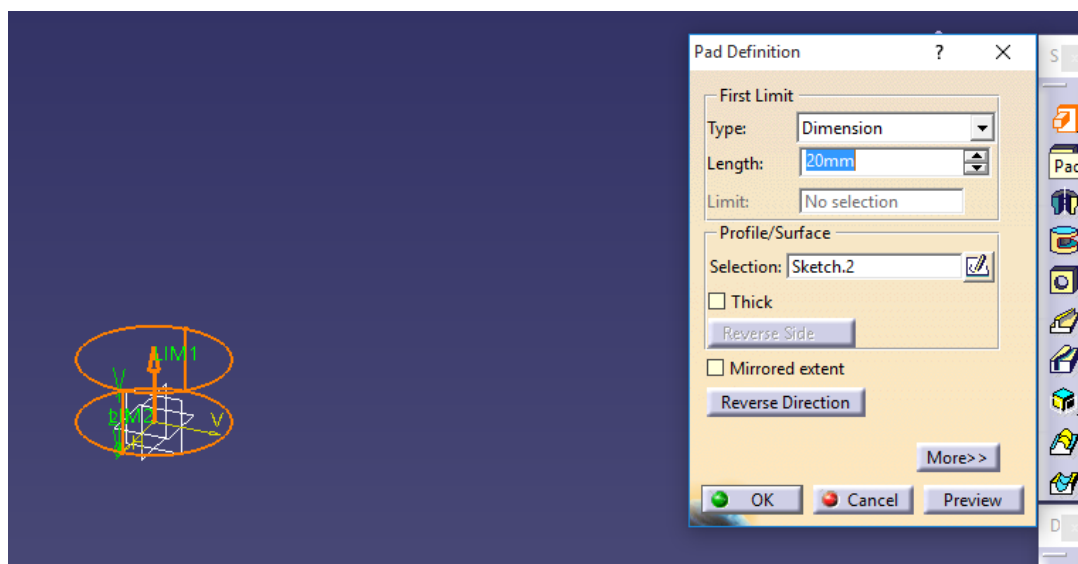 Pad Definition ?
First Limit
Type: Dimension
Length: 20mm
Limit: No selection
Profile/Surface
Selection: Sketch.2
Thick
Reverse Side
Mirrored extent
Reverse Direction
More>>
OK Cancel Preview
S
Pad
D
LIM1
LIM2
V